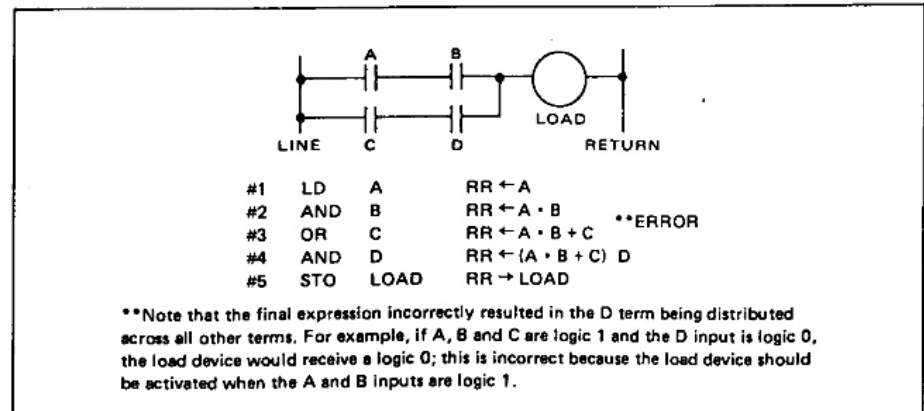 A B
LOAD
LINE C D RETURN
#1 LD A RR ← A
#2 AND B RR ← A · B
**ERROR
#3 OR C RR ← A · B + C
#4 AND D RR ← (A · B + C) D
#5 STO LOAD RR → LOAD
**Note that the final expression incorrectly resulted in the D term being distributed
across all other terms. For example, if A, B and C are logic 1 and the D input is logic 0,
the load device would receive a logic 0; this is incorrect because the load device should
be activated when the A and B inputs are logic 1.